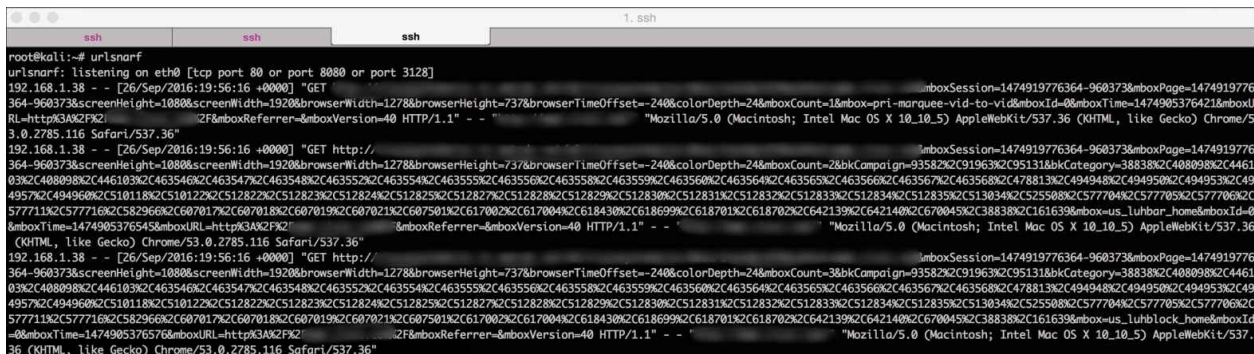 1. ssh
ssh ssh ssh
root@kali:~# urlsnarf
urlsnarf: listening on eth0 [tcp port 80 or port 8080 or port 3128]
192.168.1.38 - - [26/Sep/2016:19:56:16 +0000] "GET mboxSession=1474919776364-960373&mboxPage=1474919776
364-960373&screenHeight=1080&screenWidth=1920&browserWidth=1278&browserHeight=737&browserTimeOffset=-240&colorDepth=24&mboxCount=1&mbox=pri-marquee-vid-to-vid&mboxId=0&mboxTime=1474905376421&mboxU
RL=http%3A%2F%2 %2F&mboxReferrer=&mboxVersion=40 HTTP/1.1" - - " "Mozilla/5.0 (Macintosh; Intel Mac OS X 10_10_5) AppleWebKit/537.36 (KHTML, like Gecko) Chrome/5
3.0.2785.116 Safari/537.36"
192.168.1.38 - - [26/Sep/2016:19:56:16 +0000] "GET http:/ mboxSession=1474919776364-960373&mboxPage=1474919776
364-960373&screenHeight=1080&screenWidth=1920&browserWidth=1278&browserHeight=737&browserTimeOffset=-240&colorDepth=24&mboxCount=2&bkCampaign=93582%2C91963%2C95131&bkCategory=38838%2C408098%2C4461
03%2C408098%2C446103%2C463546%2C463547%2C463548%2C463552%2C463554%2C463555%2C463556%2C463558%2C463559%2C463560%2C463564%2C463565%2C463566%2C463567%2C463568%2C478813%2C494948%2C494950%2C494953%2C49
4957%2C494960%2C510118%2C510122%2C512822%2C512823%2C512824%2C512825%2C512827%2C512828%2C512829%2C512830%2C512831%2C512832%2C512833%2C512834%2C512835%2C513034%2C525508%2C577704%2C577705%2C577706%2C
577711%2C577716%2C582966%2C607017%2C607018%2C607019%2C607021%2C607501%2C617002%2C617004%2C618430%2C618699%2C618701%2C618702%2C642139%2C642140%2C670045%2C38838%2C161639&mbox=us_luhbar_home&mboxId=0
&mboxTime=1474905376545&mboxURL=http%3A%2F%2 &mboxReferrer=&mboxVersion=40 HTTP/1.1" - - " "Mozilla/5.0 (Macintosh; Intel Mac OS X 10_10_5) AppleWebKit/537.36
(KHTML, like Gecko) Chrome/53.0.2785.116 Safari/537.36"
192.168.1.38 - - [26/Sep/2016:19:56:16 +0000] "GET http:/ mboxSession=1474919776364-960373&mboxPage=1474919776
364-960373&screenHeight=1080&screenWidth=1920&browserWidth=1278&browserHeight=737&browserTimeOffset=-240&colorDepth=24&mboxCount=3&bkCampaign=93582%2C91963%2C95131&bkCategory=38838%2C408098%2C4461
03%2C408098%2C446103%2C463546%2C463547%2C463548%2C463552%2C463554%2C463555%2C463556%2C463558%2C463559%2C463560%2C463564%2C463565%2C463566%2C463567%2C463568%2C478813%2C494948%2C494950%2C494953%2C49
4957%2C494960%2C510118%2C510122%2C512822%2C512823%2C512824%2C512825%2C512827%2C512828%2C512829%2C512830%2C512831%2C512832%2C512833%2C512834%2C512835%2C513034%2C525508%2C577704%2C577705%2C577706%2C
577711%2C577716%2C582966%2C607017%2C607018%2C607019%2C607021%2C607501%2C617002%2C617004%2C618430%2C618699%2C618701%2C618702%2C642139%2C642140%2C670045%2C38838%2C161639&mbox=us_luhblock_home&mboxId
=0&mboxTime=1474905376576&mboxURL=http%3A%2F%2 %2F&mboxReferrer=&mboxVersion=40 HTTP/1.1" - - " "Mozilla/5.0 (Macintosh; Intel Mac OS X 10_10_5) AppleWebKit/537.
36 (KHTML, like Gecko) Chrome/53.0.2785.116 Safari/537.36"